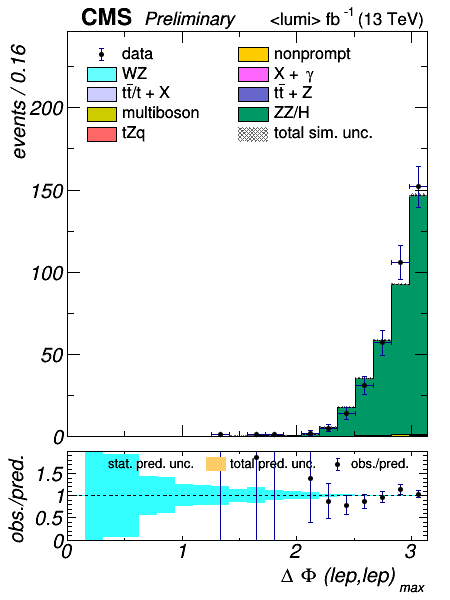 CMS Preliminary <lumi> fb⁻¹ (13 TeV)
events / 0.16
data
WZ
tt̄/t + X
multiboson
tZq
nonprompt
X + γ
tt̄ + Z
ZZ/H
total sim. unc.
200
150
100
50
0
obs./pred.
stat. pred. unc. total pred. unc. obs./pred.
1.5
1
0.5
0
0 1 2 3
Δ Φ (lep,lep) max